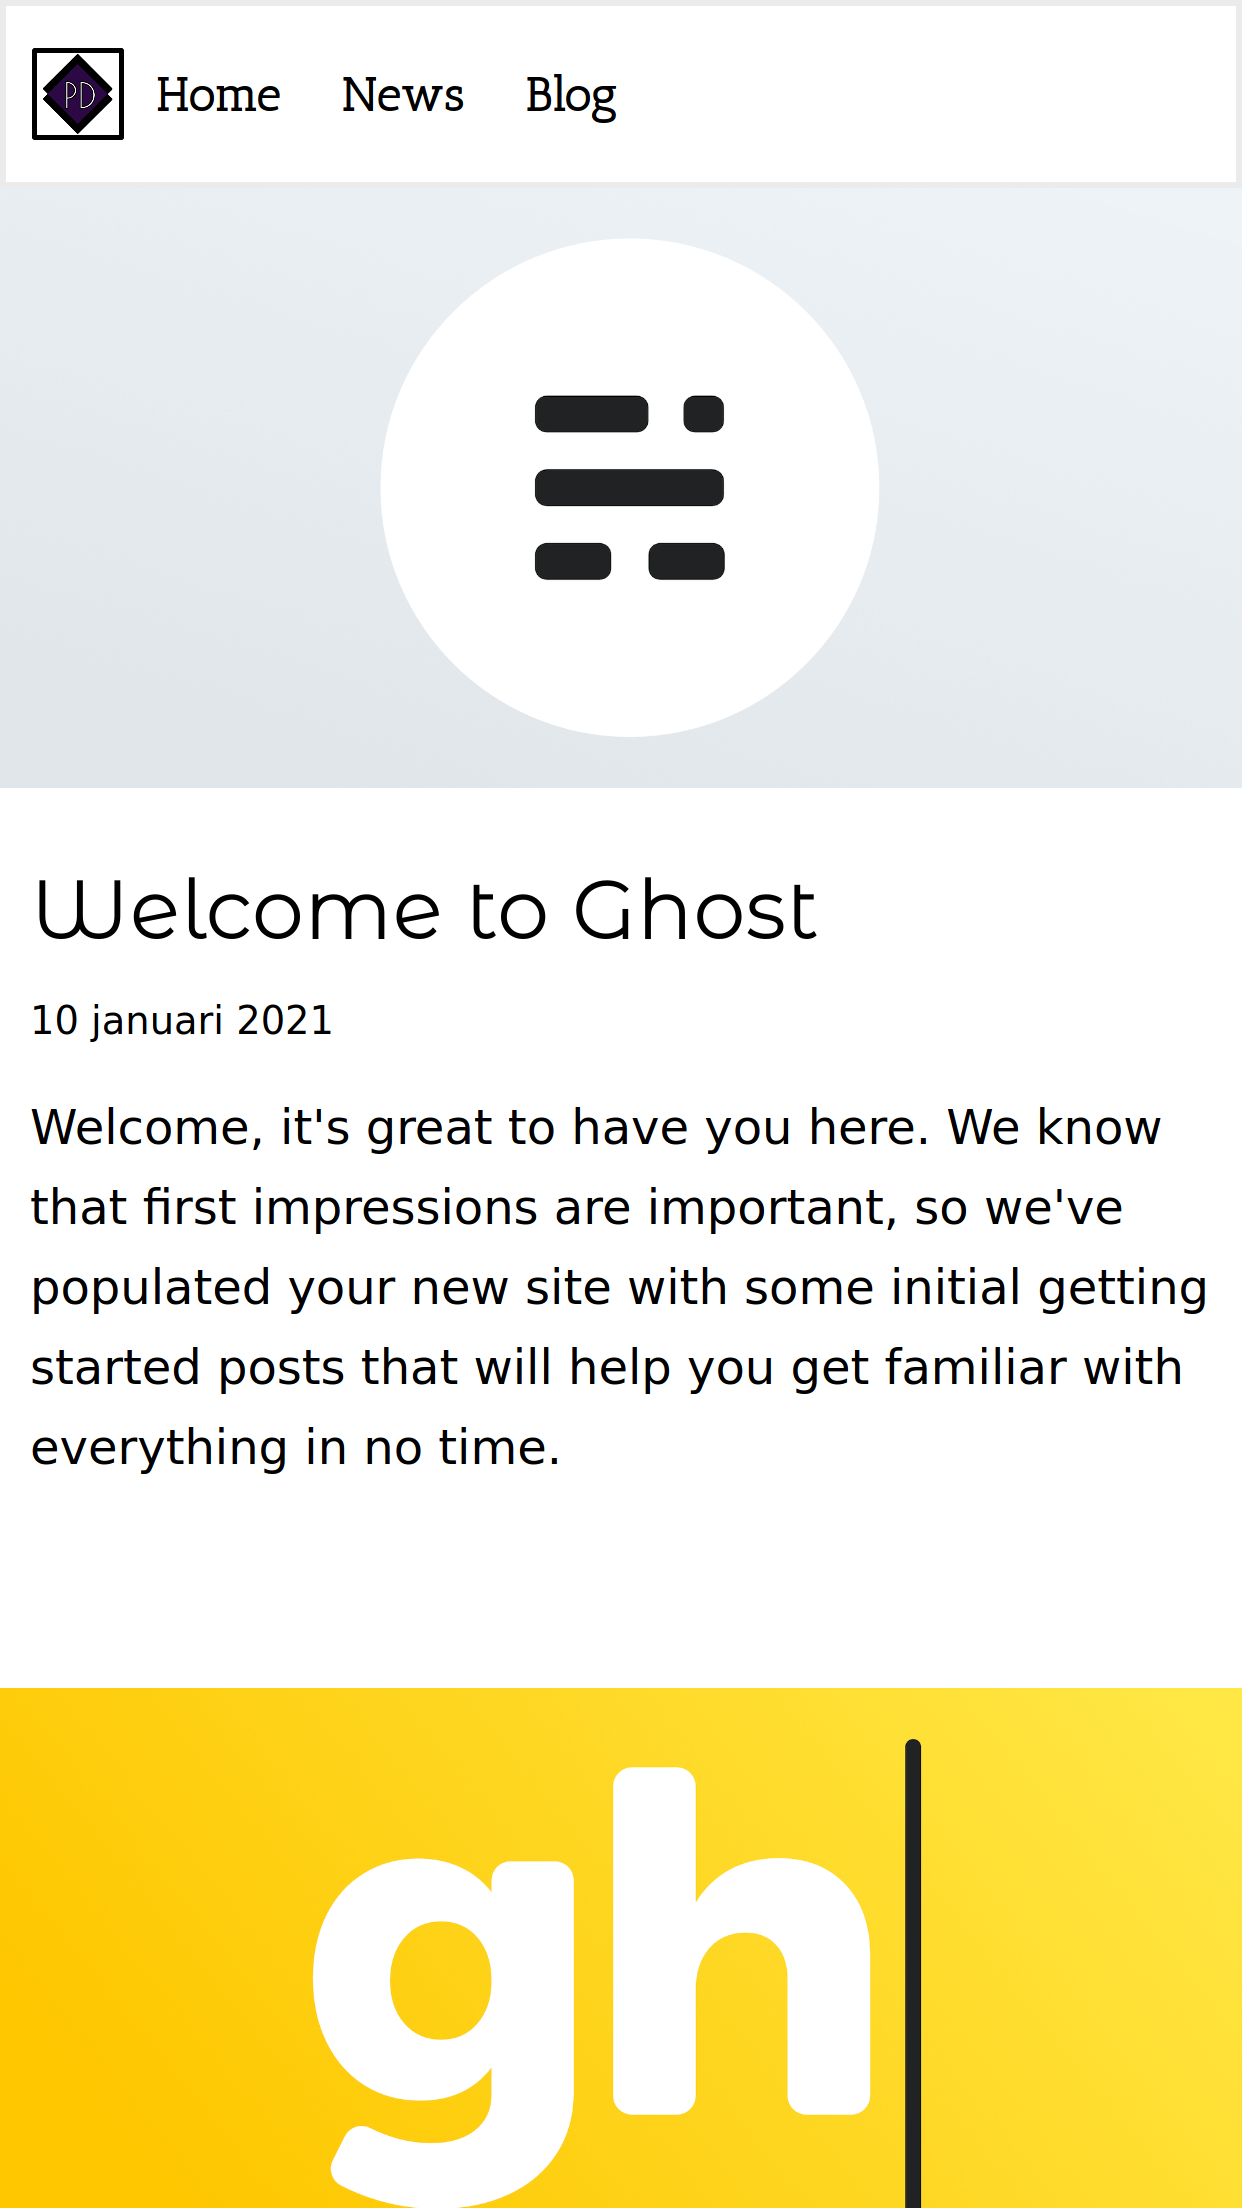 PD
Home News Blog
Welcome to Ghost
10 januari 2021
Welcome, it's great to have you here. We know
that first impressions are important, so we've
populated your new site with some initial getting
started posts that will help you get familiar with
everything in no time.
gh